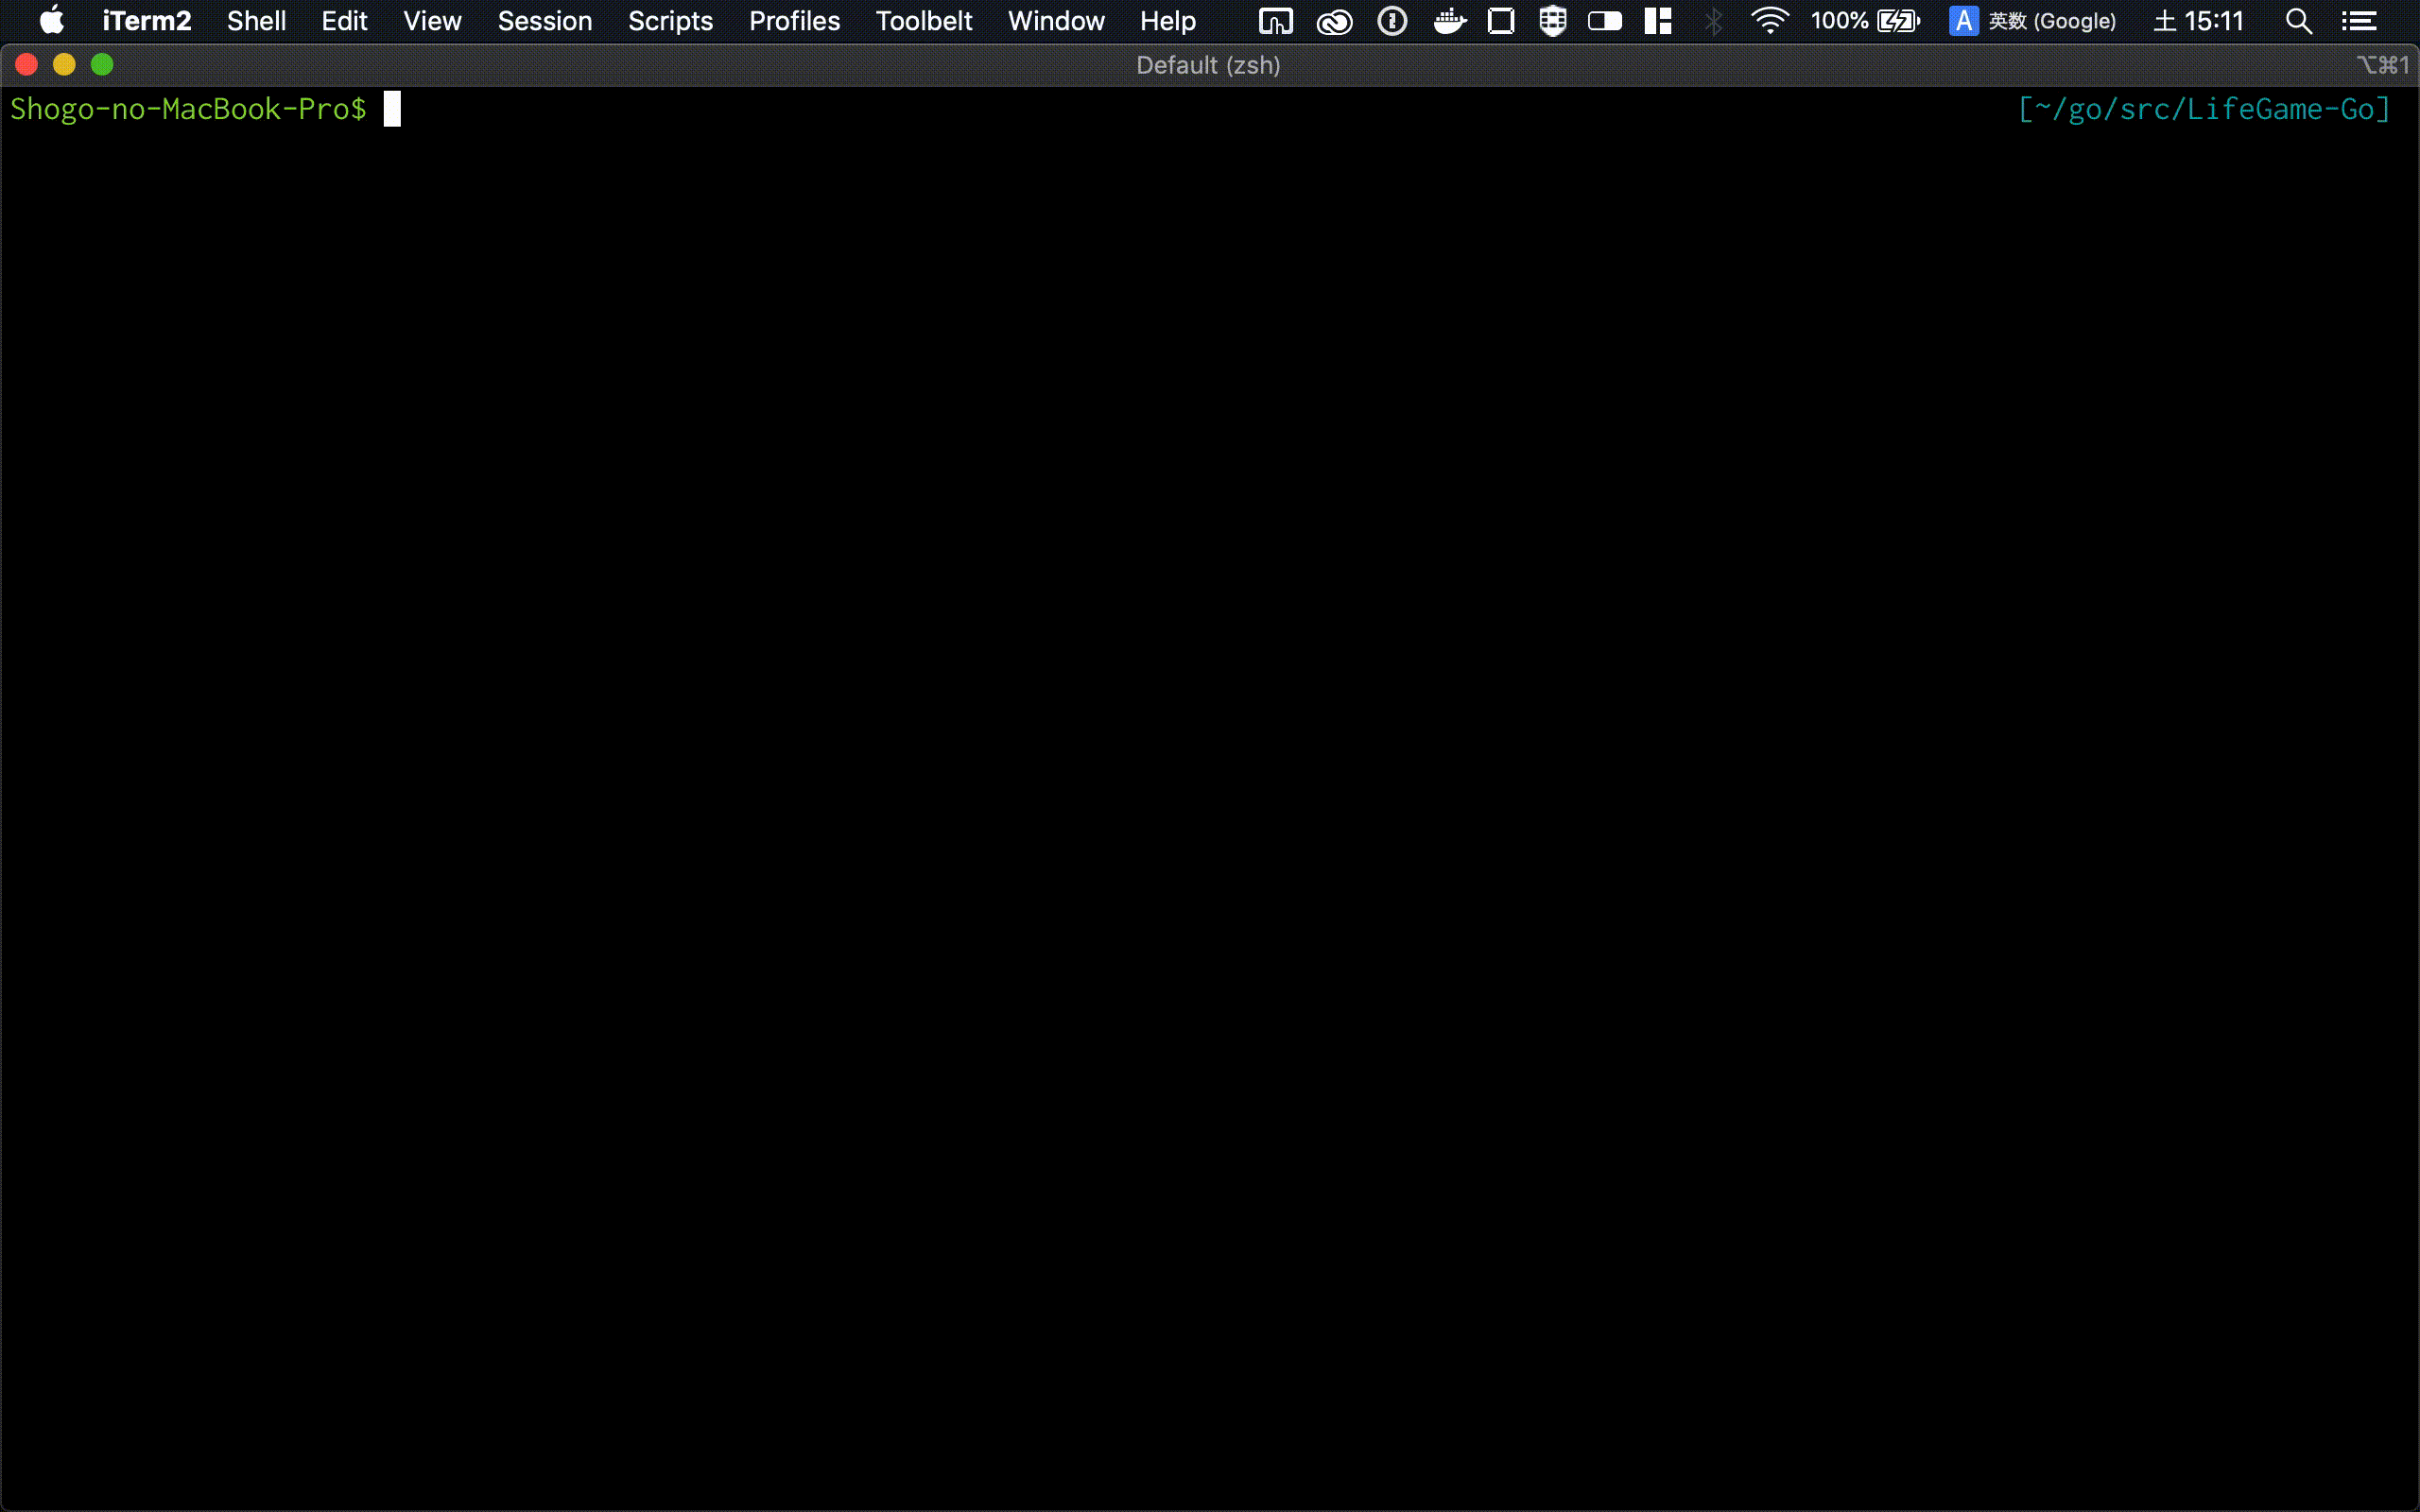 iTerm2 Shell Edit View Session Scripts Profiles Toolbelt Window Help 100% A 英数 (Google) 土 15:11
Default (zsh) ⌥⌘1
Shogo-no-MacBook-Pro$ [~/go/src/LifeGame-Go]